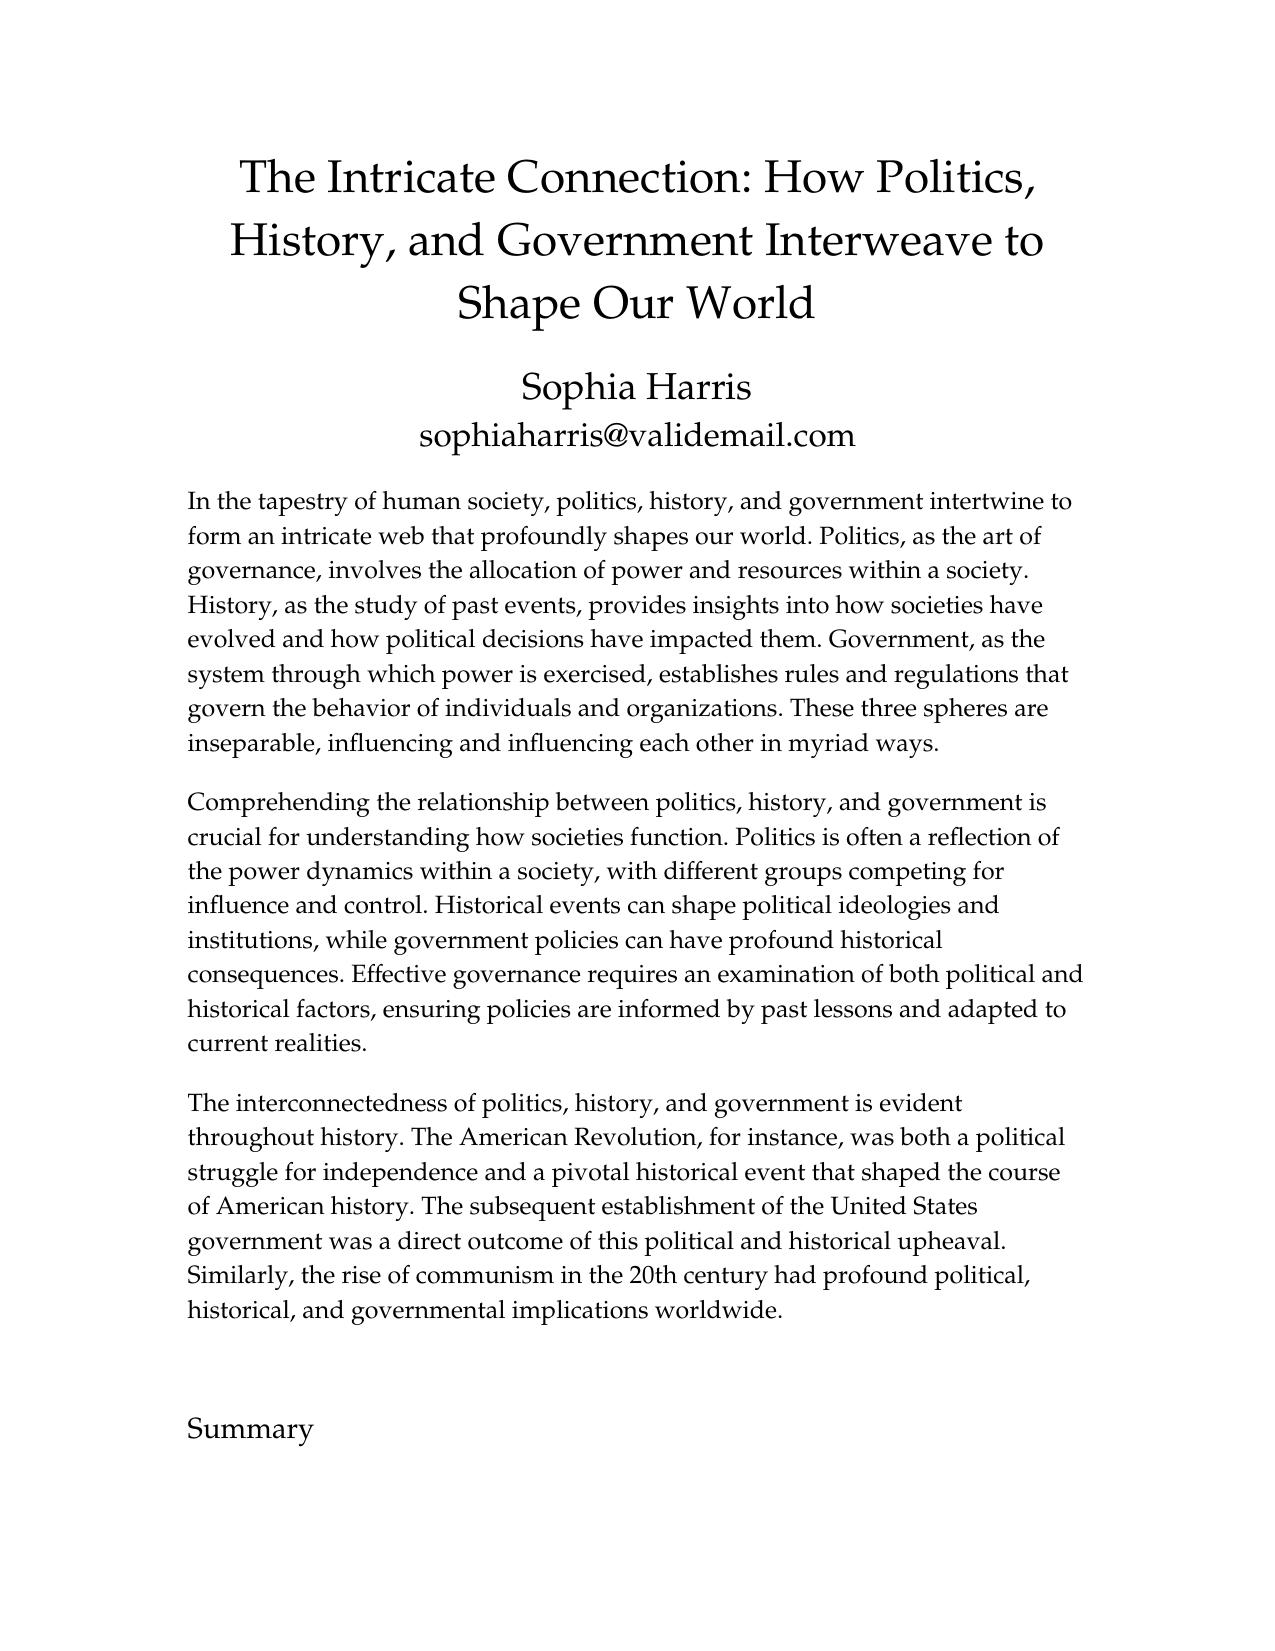 The Intricate Connection: How Politics,
History, and Government Interweave to
Shape Our World
Sophia Harris
sophiaharris@validemail.com
In the tapestry of human society, politics, history, and government intertwine to
form an intricate web that profoundly shapes our world. Politics, as the art of
governance, involves the allocation of power and resources within a society.
History, as the study of past events, provides insights into how societies have
evolved and how political decisions have impacted them. Government, as the
system through which power is exercised, establishes rules and regulations that
govern the behavior of individuals and organizations. These three spheres are
inseparable, influencing and influencing each other in myriad ways.
Comprehending the relationship between politics, history, and government is
crucial for understanding how societies function. Politics is often a reflection of
the power dynamics within a society, with different groups competing for
influence and control. Historical events can shape political ideologies and
institutions, while government policies can have profound historical
consequences. Effective governance requires an examination of both political and
historical factors, ensuring policies are informed by past lessons and adapted to
current realities.
The interconnectedness of politics, history, and government is evident
throughout history. The American Revolution, for instance, was both a political
struggle for independence and a pivotal historical event that shaped the course
of American history. The subsequent establishment of the United States
government was a direct outcome of this political and historical upheaval.
Similarly, the rise of communism in the 20th century had profound political,
historical, and governmental implications worldwide.
Summary